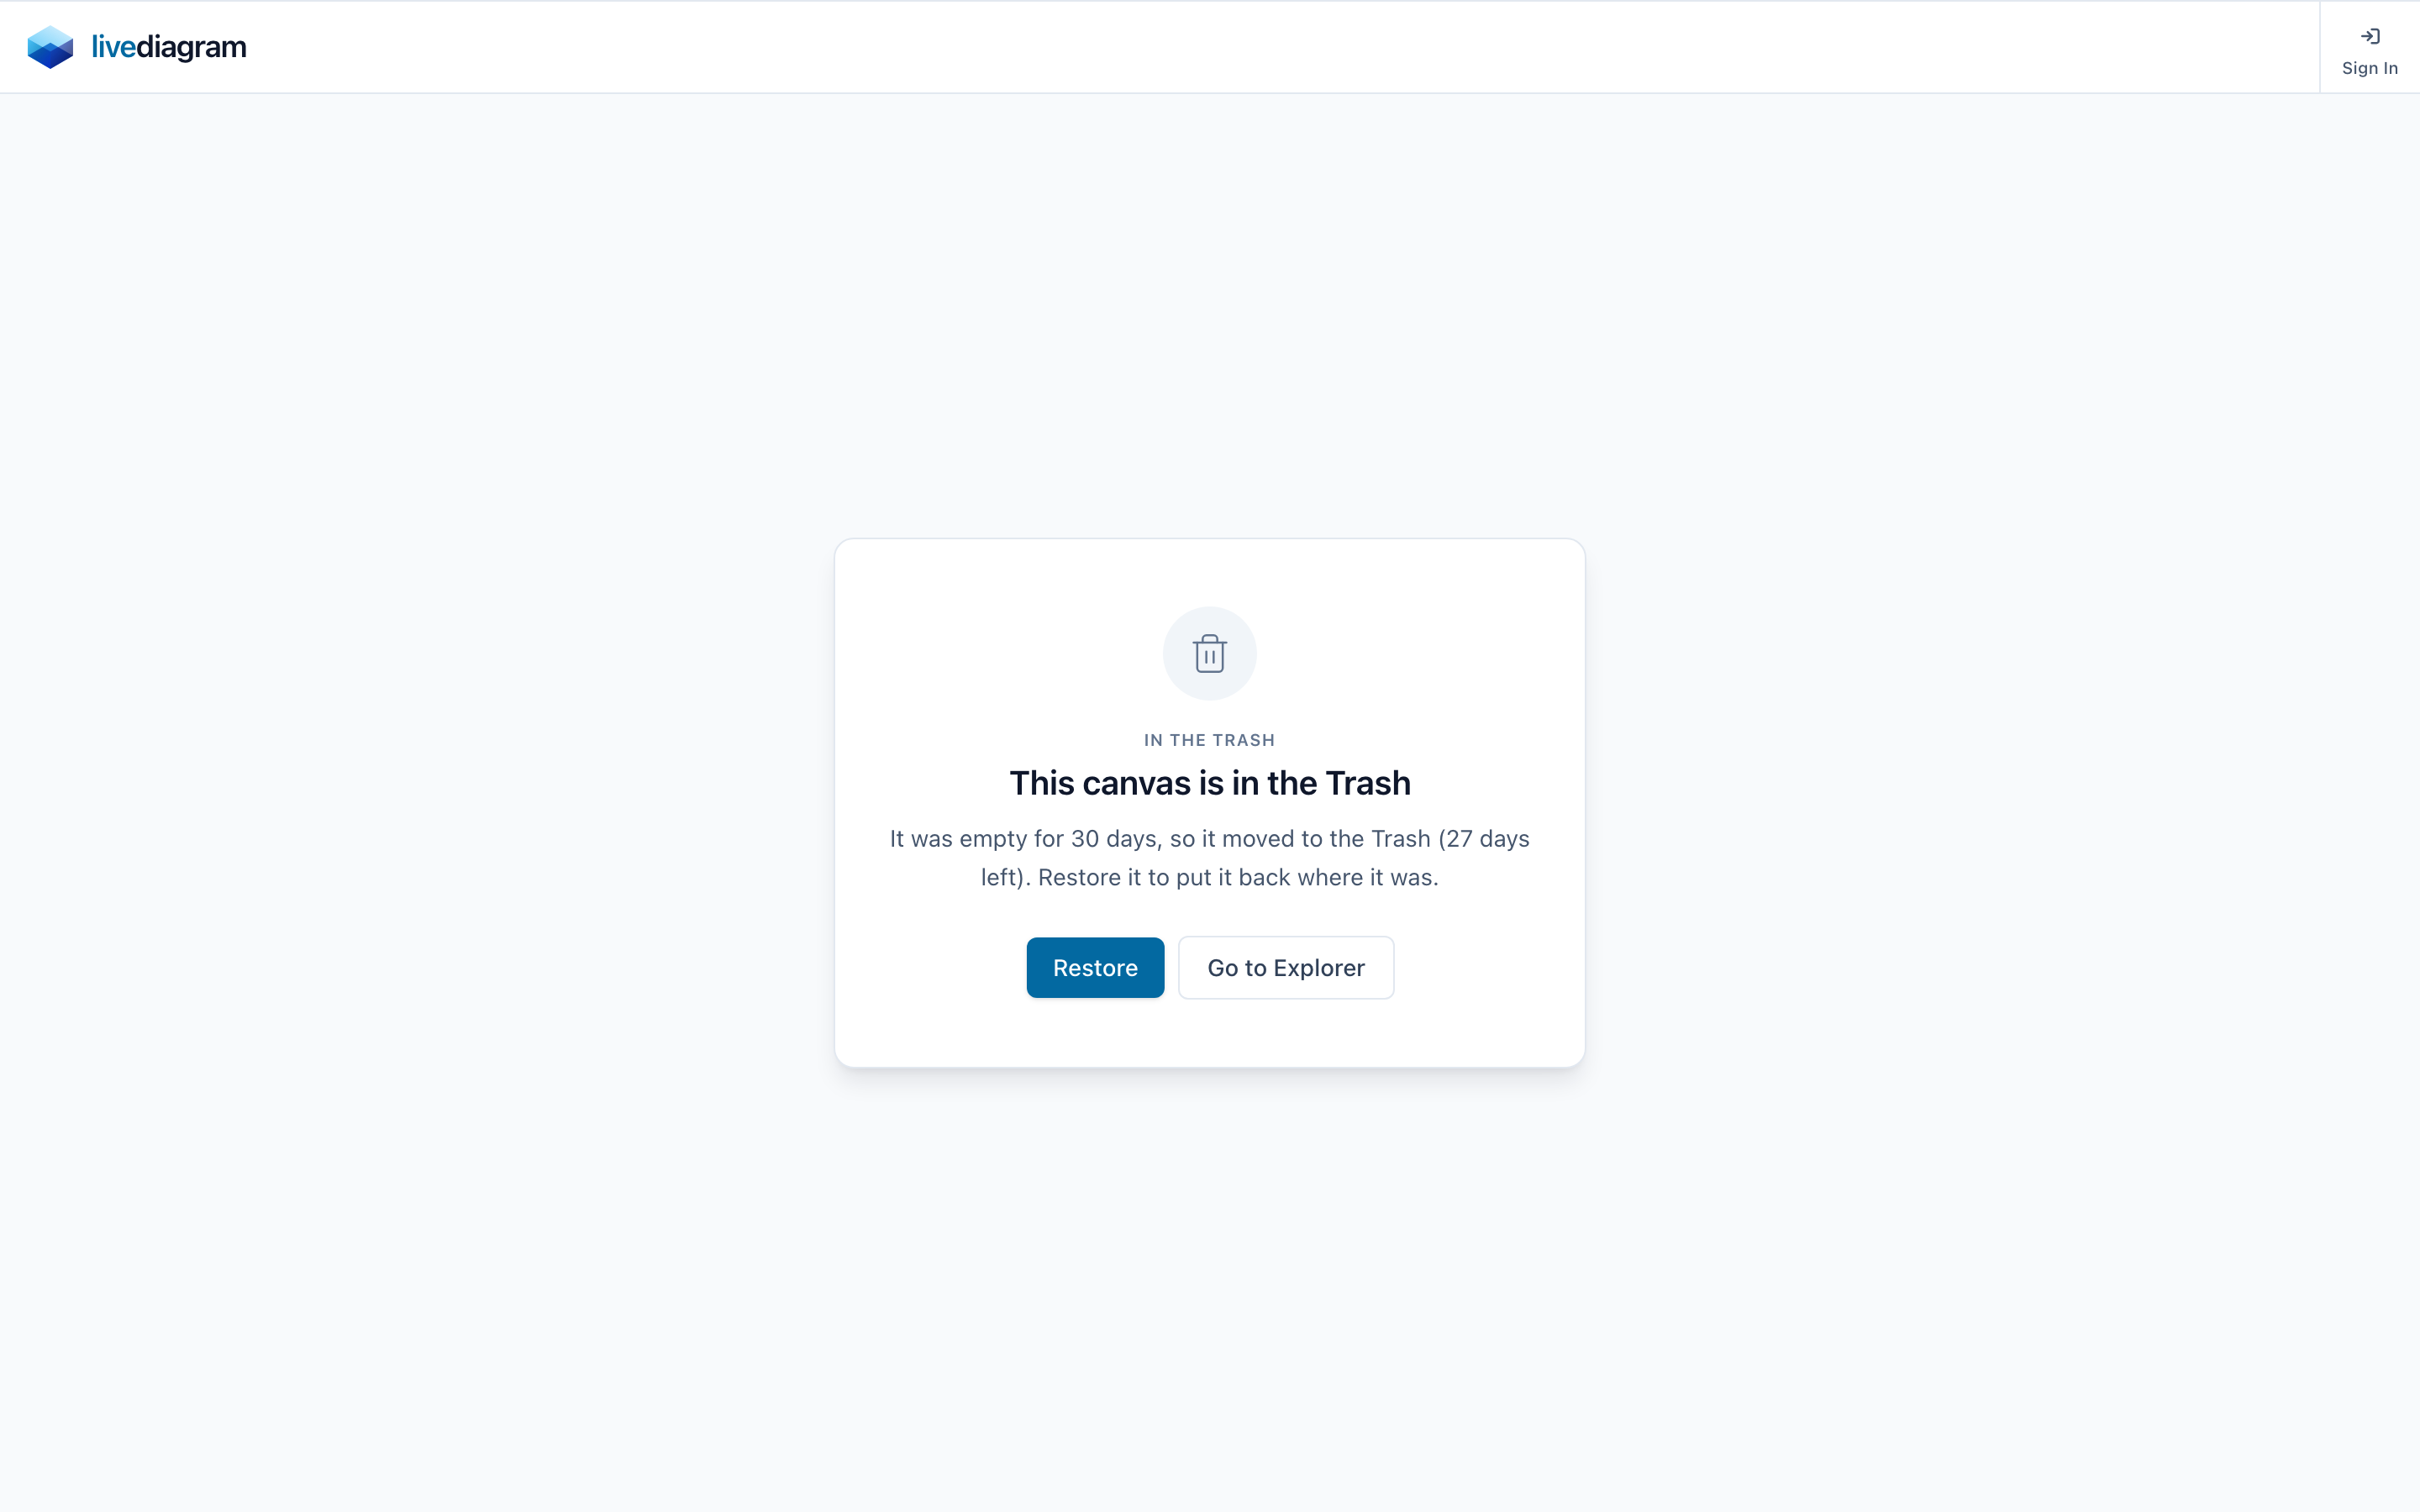 livediagram
Sign In
IN THE TRASH
This canvas is in the Trash
It was empty for 30 days, so it moved to the Trash (27 days
left). Restore it to put it back where it was.
Restore
Go to Explorer